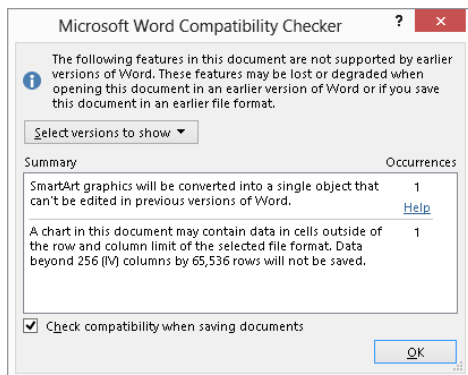 Microsoft Word Compatibility Checker ? ×
The following features in this document are not supported by earlier
versions of Word. These features may be lost or degraded when
opening this document in an earlier version of Word or if you save
this document in an earlier file format.
Select versions to show
Summary Occurrences
SmartArt graphics will be converted into a single object that 1
can't be edited in previous versions of Word.
Help
A chart in this document may contain data in cells outside of 1
the row and column limit of the selected file format. Data
beyond 256 (IV) columns by 65,536 rows will not be saved.
Check compatibility when saving documents
OK